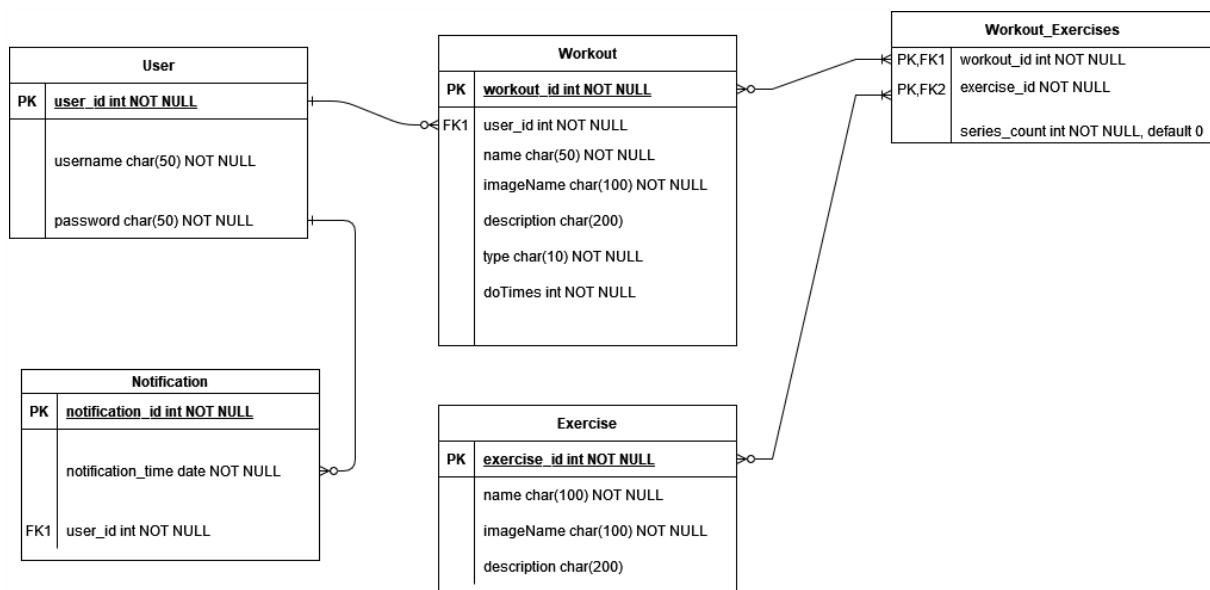 User
PK user_id int NOT NULL
username char(50) NOT NULL
password char(50) NOT NULL
Workout
PK workout_id int NOT NULL
FK1 user_id int NOT NULL
name char(50) NOT NULL
imageName char(100) NOT NULL
description char(200)
type char(10) NOT NULL
doTimes int NOT NULL
Workout_Exercises
PK,FK1 workout_id int NOT NULL
PK,FK2 exercise_id NOT NULL
series_count int NOT NULL, default 0
Notification
PK notification_id int NOT NULL
notification_time date NOT NULL
FK1 user_id int NOT NULL
Exercise
PK exercise_id int NOT NULL
name char(100) NOT NULL
imageName char(100) NOT NULL
description char(200)